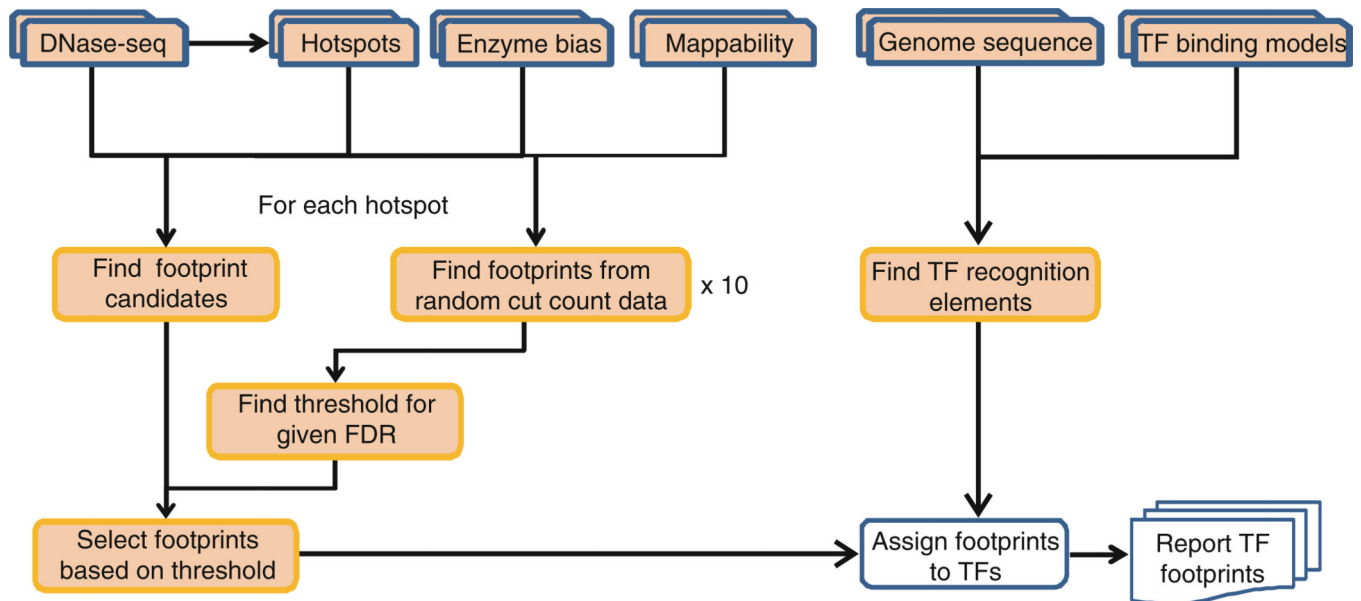 DNase-seq
Hotspots
Enzyme bias
Mappability
Genome sequence
TF binding models
For each hotspot
Find footprint
candidates
Find footprints from
random cut count data
x 10
Find TF recognition
elements
Find threshold for
given FDR
Select footprints
based on threshold
Assign footprints
to TFs
Report TF
footprints